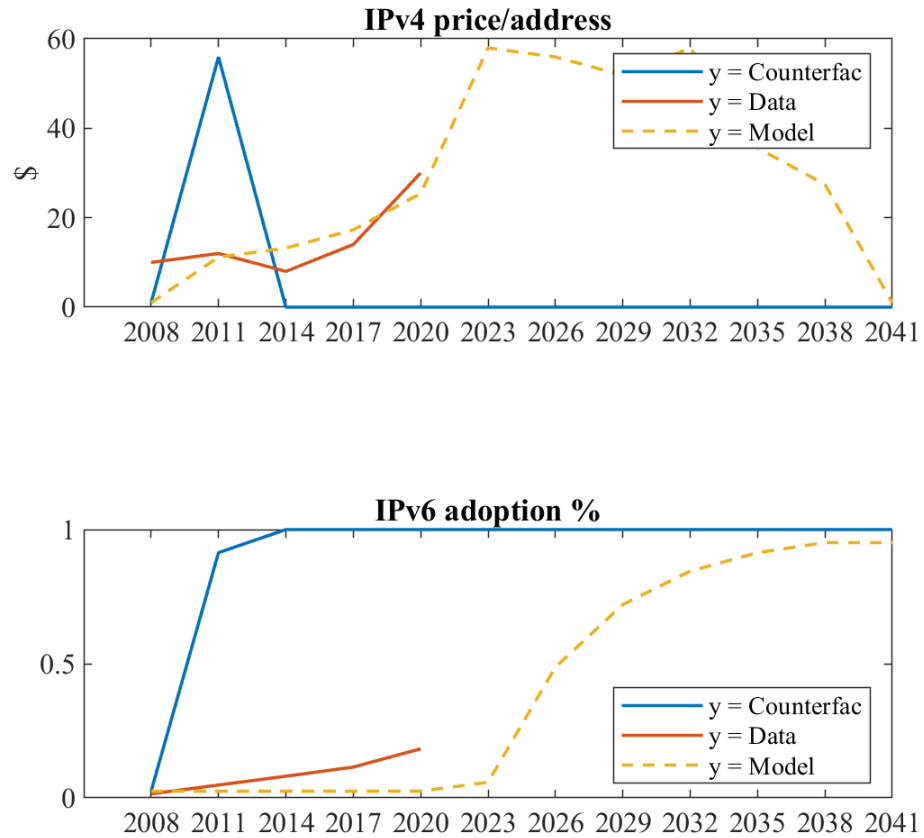 IPv4 price/address
60
40
20
0
$
y = Counterfac
y = Data
y = Model
2008 2011 2014 2017 2020 2023 2026 2029 2032 2035 2038 2041
IPv6 adoption %
1
0.5
0
y = Counterfac
y = Data
y = Model
2008 2011 2014 2017 2020 2023 2026 2029 2032 2035 2038 2041